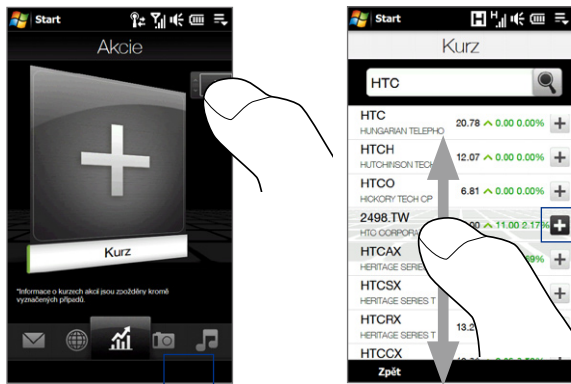 Start
Akcie
Kurz
*Informace o kurzech akcií jsou zpožděny kromě
vyznačených případů.
Start
Kurz
HTC
HTC
HUNGARIAN TELEPHO
20.78 0.00 0.00%
HTCH
HUTCHINSON TECH
12.07 0.00 0.00%
HTCO
HICKORY TECH CP
6.81 0.00 0.00%
2498.TW
HTC CORPORA
11.00 2.17%
HTCAX
HERITAGE SERIES
HTCSX
HERITAGE SERIES T
HTCRX
HERITAGE SERIES T
13.2
HTCCX
Zpět